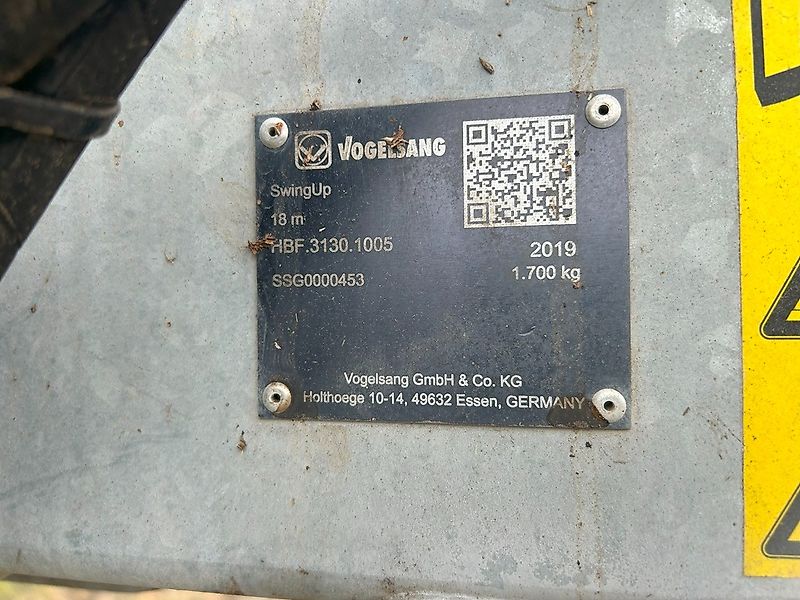 VOGELSANG
SwingUp
18 m
HBF.3130.1005
2019
SSG0000453
1.700 kg
Vogelsang GmbH & Co. KG
Holthoege 10-14, 49632 Essen, GERMANY